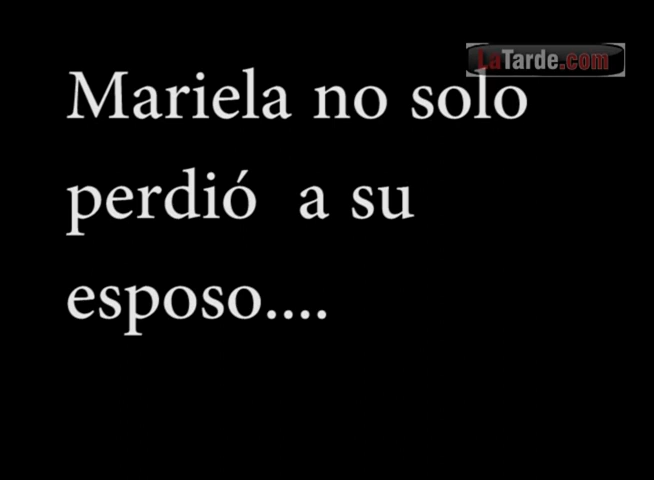 LaTarde.com
Mariela no solo
perdió a su
esposo....